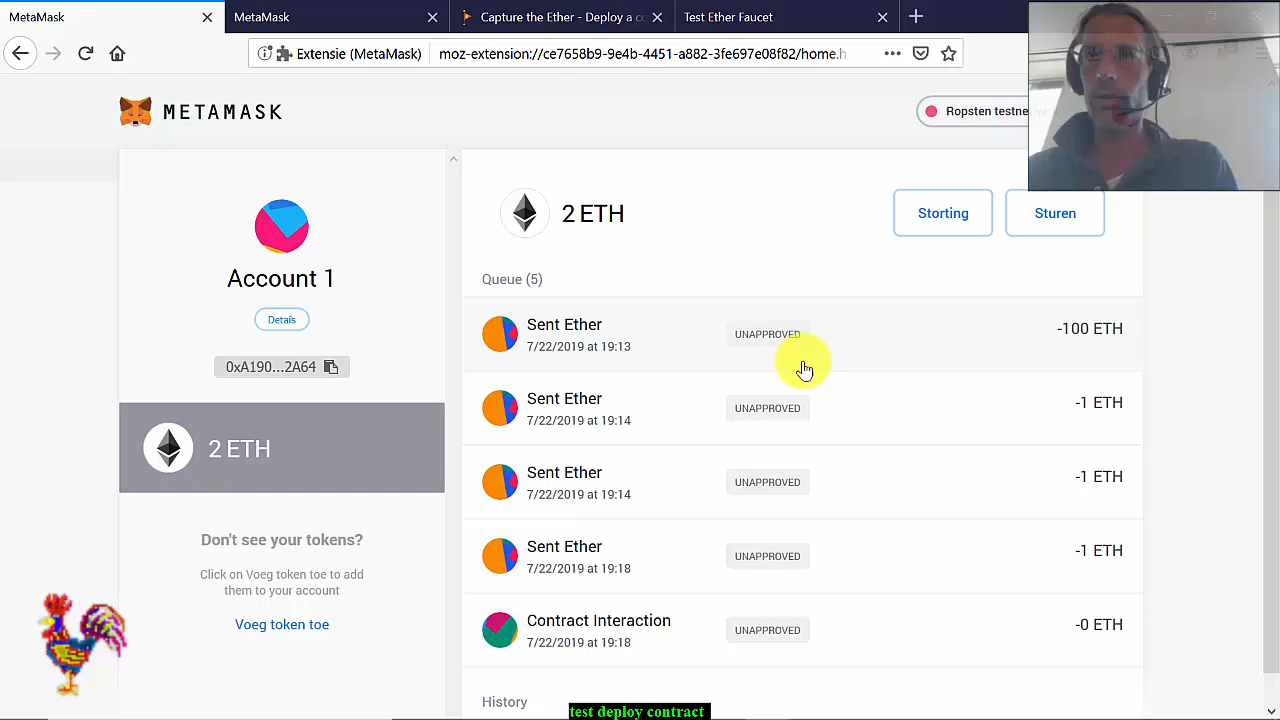 MetaMask
MetaMask
Capture the Ether - Deploy a co
Test Ether Faucet
Extensie (MetaMask)
moz-extension://ce7658b9-9e4b-4451-a882-3fe697e08f82/home.h
METAMASK
Ropsten testne
Account 1
Details
0xA190...2A64
2 ETH
Don't see your tokens?
Click on Voeg token toe to add
them to your account
Voeg token toe
2 ETH
Storting
Sturen
Queue (5)
Sent Ether
7/22/2019 at 19:13
UNAPPROVED
-100 ETH
Sent Ether
7/22/2019 at 19:14
UNAPPROVED
-1 ETH
Sent Ether
7/22/2019 at 19:14
UNAPPROVED
-1 ETH
Sent Ether
7/22/2019 at 19:18
UNAPPROVED
-1 ETH
Contract Interaction
7/22/2019 at 19:18
UNAPPROVED
-0 ETH
History
test deploy contract